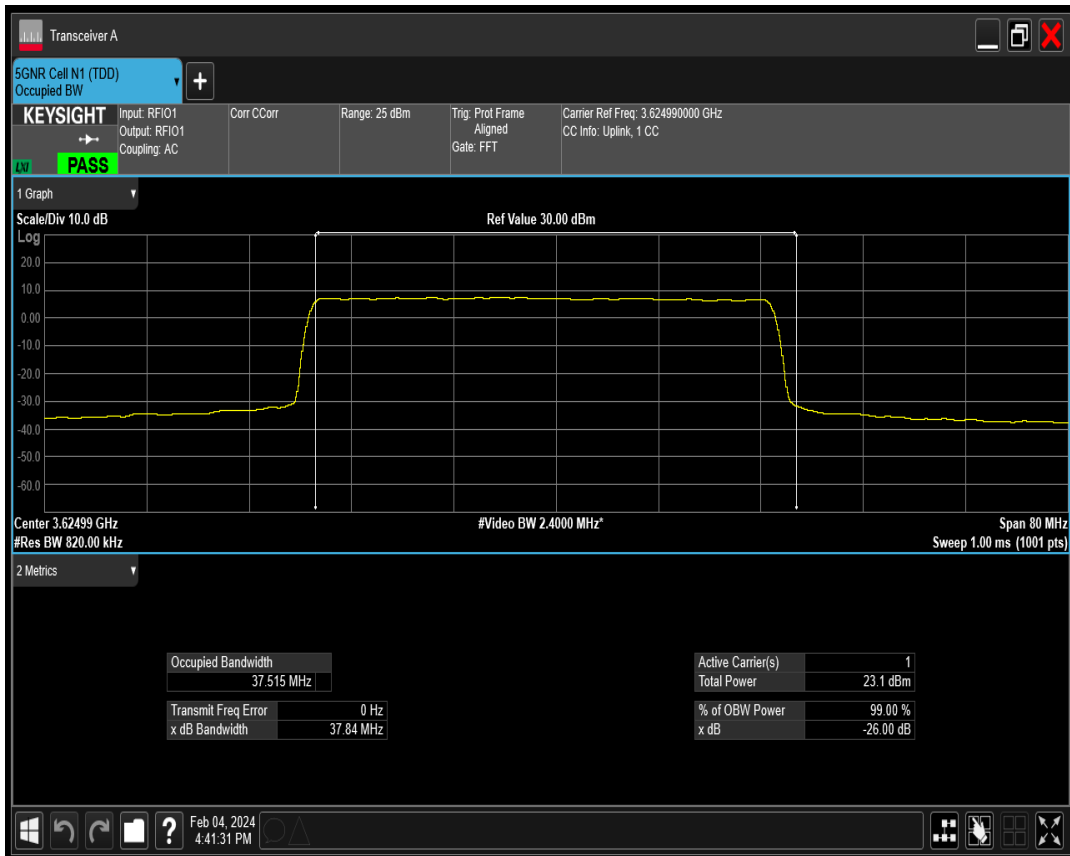 Transceiver A
5GNR Cell N1 (TDD)
Occupied BW
+
KEYSIGHT
LXI
PASS
Input: RFIO1
Output: RFIO1
Coupling: AC
Corr CCorr
Range: 25 dBm
Trig: Prot Frame
Aligned
Gate: FFT
Carrier Ref Freq: 3.624990000 GHz
CC Info: Uplink, 1 CC
1 Graph
Scale/Div 10.0 dB
Ref Value 30.00 dBm
Log
20.0
10.0
0.00
-10.0
-20.0
-30.0
-40.0
-50.0
-60.0
Center 3.62499 GHz
#Video BW 2.4000 MHz*
Span 80 MHz
#Res BW 820.00 kHz
Sweep 1.00 ms (1001 pts)
2 Metrics
Occupied Bandwidth
37.515 MHz
Transmit Freq Error 0 Hz
x dB Bandwidth 37.84 MHz
Active Carrier(s) 1
Total Power 23.1 dBm
% of OBW Power 99.00 %
x dB -26.00 dB
?
Feb 04, 2024
4:41:31 PM